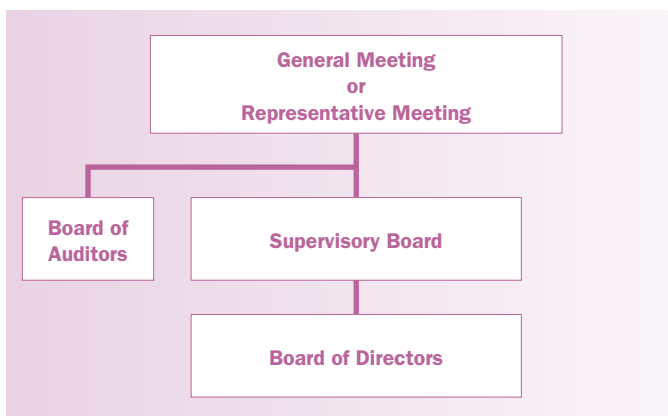 General Meeting
or
Representative Meeting
Board of
Auditors
Supervisory Board
Board of Directors